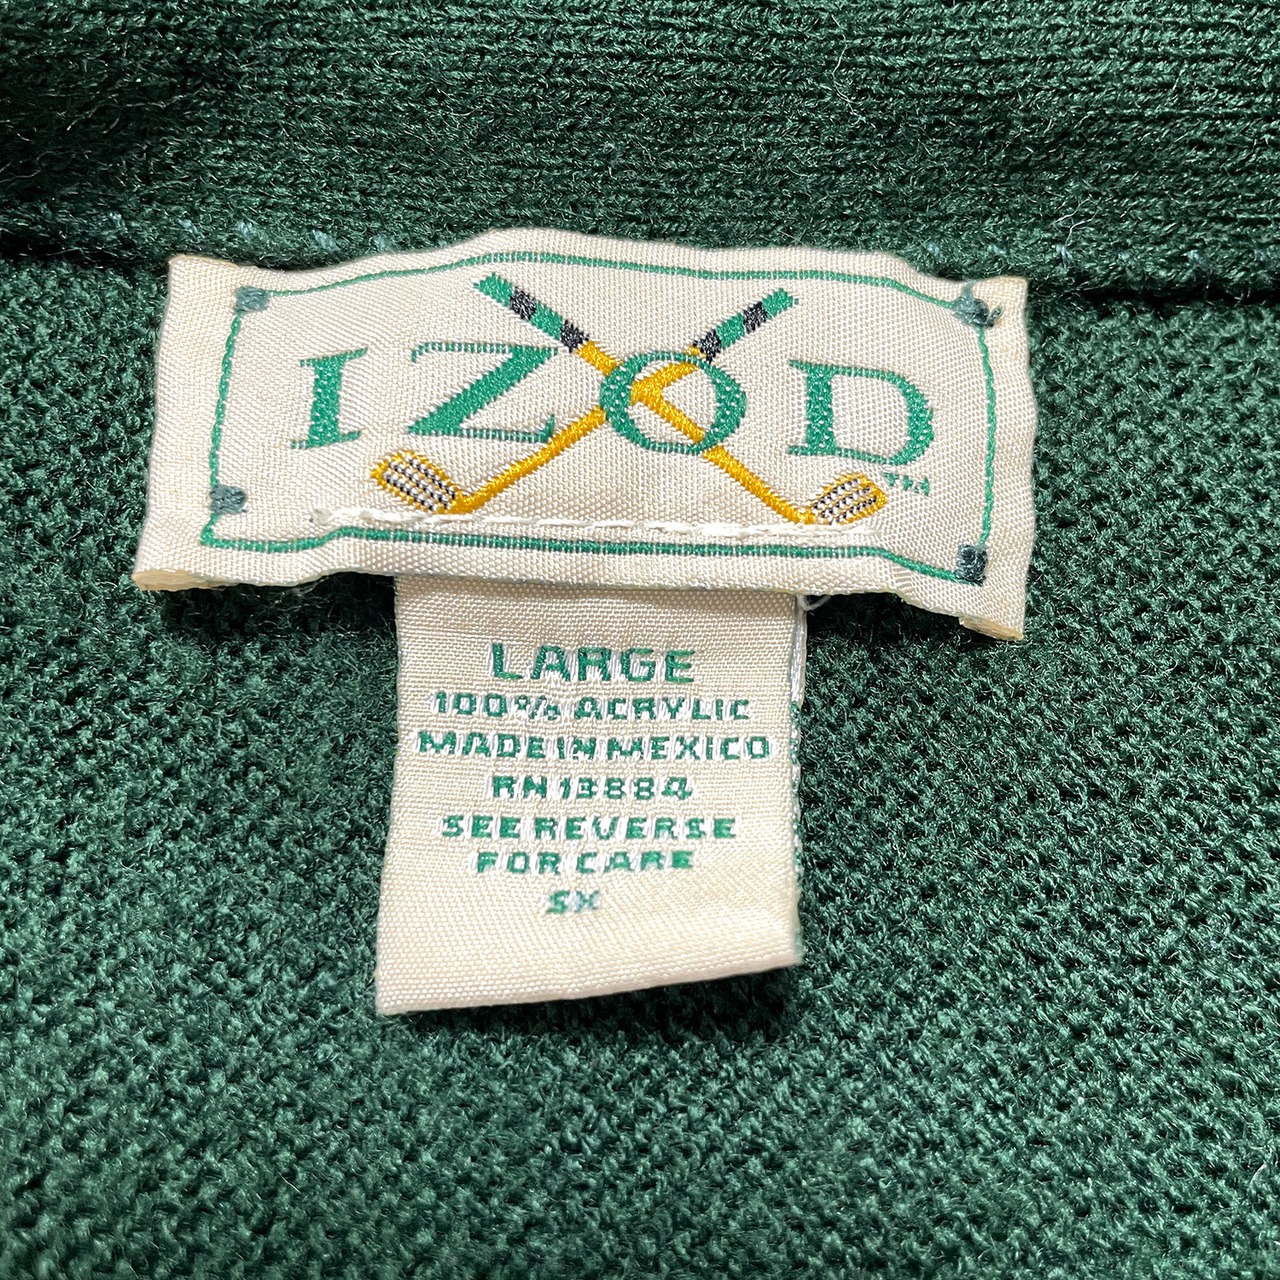 IZOD
TM
LARGE
100% ACRYLIC
MADE IN MEXICO
RN 13884
SEE REVERSE
FOR CARE
SX